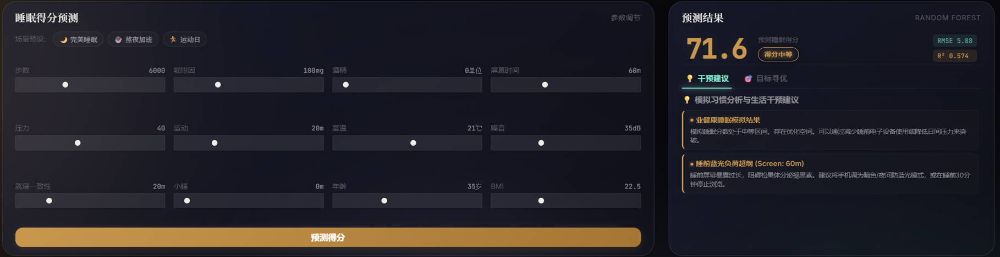 睡眠得分预测
参数调节
场景预设:
🌙 完美睡眠
熬夜加班
运动日
步数 6000
咖啡因 100mg
酒精 0单位
屏幕时间 60m
压力 40
运动 20m
室温 21℃
噪音 35dB
就寝一致性 20m
小睡 0m
年龄 35岁
BMI 22.5
预测得分
预测结果
RANDOM FOREST
71.6
预测睡眠得分
得分中等
RMSE 5.88
R² 0.574
💡 干预建议
🎯 目标寻优
💡 模拟习惯分析与生活干预建议
• 亚健康睡眠模拟结果
模拟睡眠分数处于中等区间，存在优化空间。可以通过减少睡前电子设备使用或降低日间压力来突
破。
• 睡前蓝光负荷超纲 (Screen: 60m)
睡前屏幕暴露过长，阻碍松果体分泌褪黑素。建议将手机调为暗色/夜间防蓝光模式，或在睡前30分
钟停止浏览。